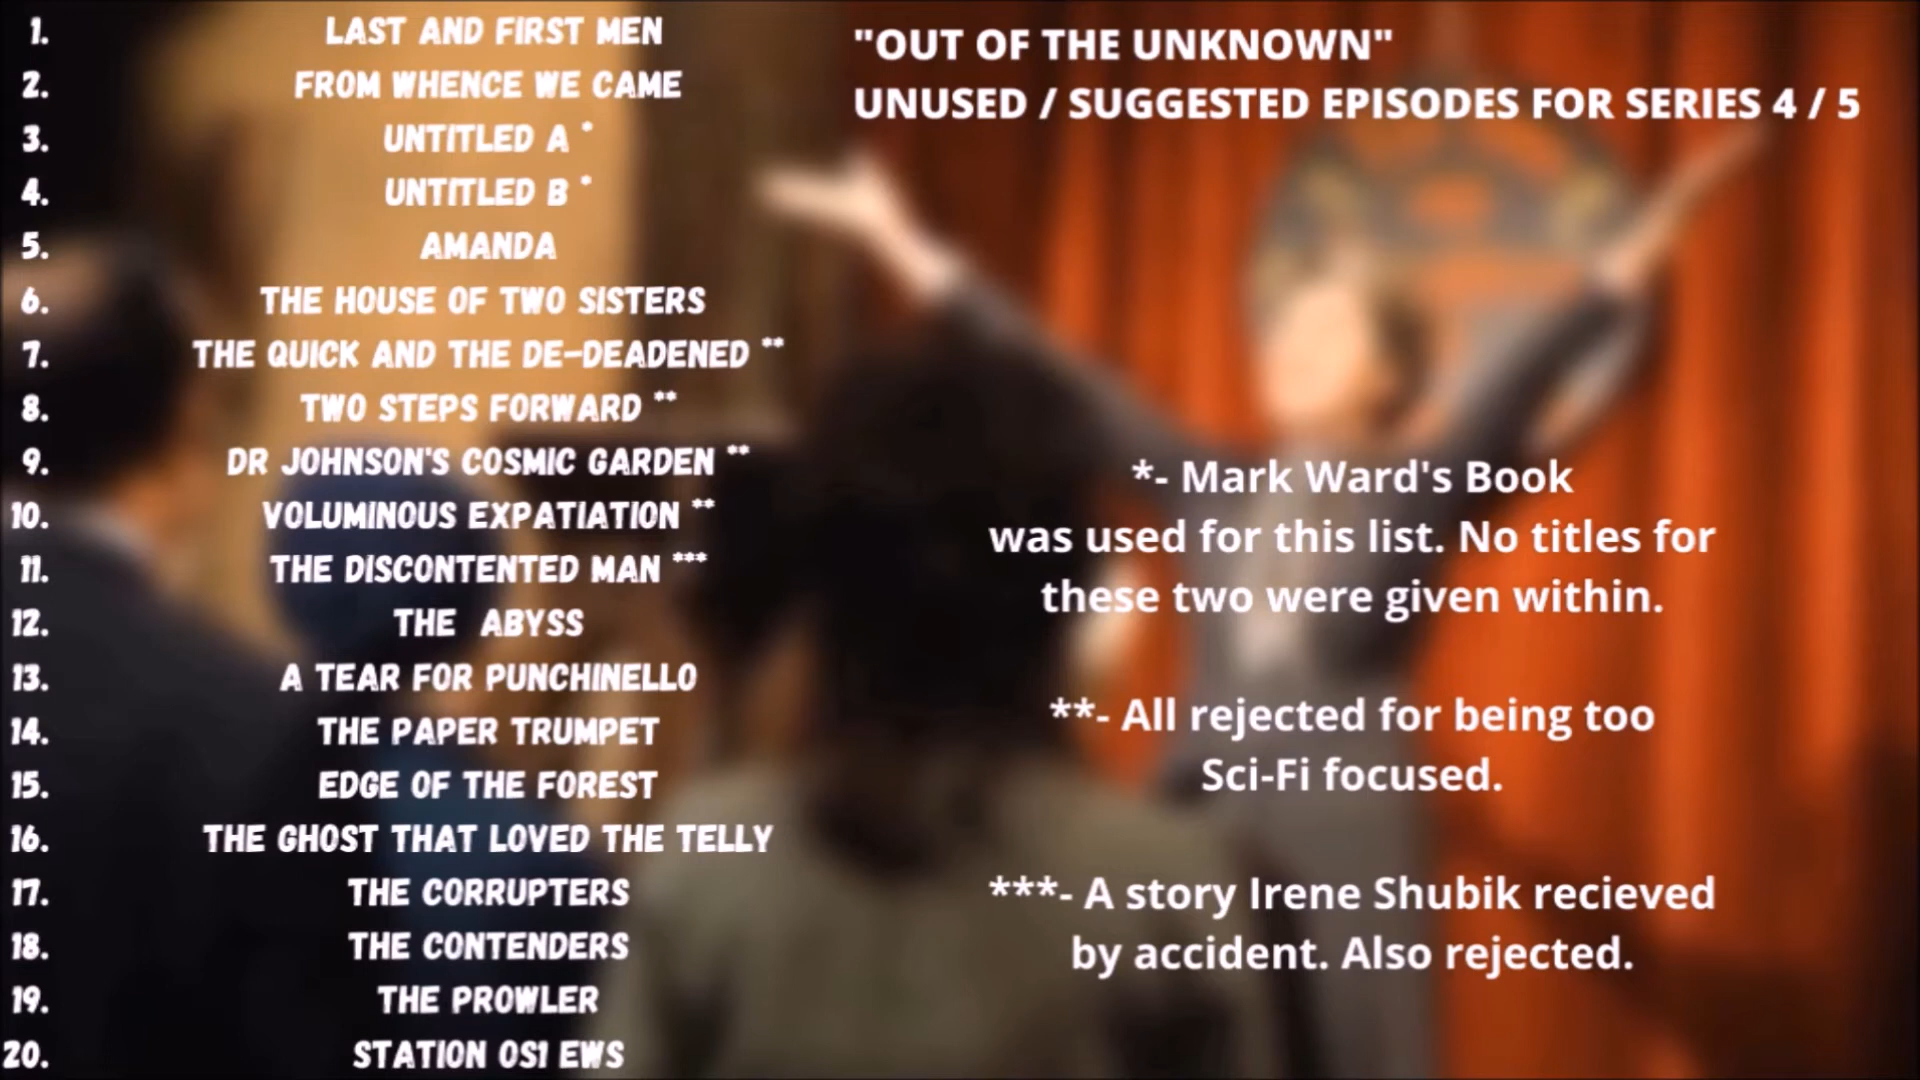 1. LAST AND FIRST MEN
2. FROM WHENCE WE CAME
3. UNTITLED A *
4. UNTITLED B *
5. AMANDA
6. THE HOUSE OF TWO SISTERS
7. THE QUICK AND THE DE-DEADENED **
8. TWO STEPS FORWARD **
9. DR JOHNSON'S COSMIC GARDEN **
10. VOLUMINOUS EXPATIATION **
11. THE DISCONTENTED MAN ***
12. THE ABYSS
13. A TEAR FOR PUNCHINELLO
14. THE PAPER TRUMPET
15. EDGE OF THE FOREST
16. THE GHOST THAT LOVED THE TELLY
17. THE CORRUPTERS
18. THE CONTENDERS
19. THE PROWLER
20. STATION OS1 EWS
"OUT OF THE UNKNOWN"
UNUSED / SUGGESTED EPISODES FOR SERIES 4 / 5
*- Mark Ward's Book
was used for this list. No titles for
these two were given within.
**- All rejected for being too
Sci-Fi focused.
***- A story Irene Shubik recieved
by accident. Also rejected.